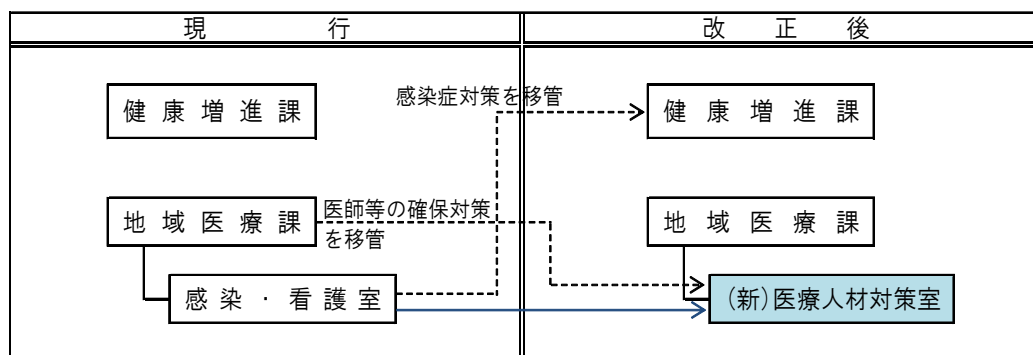 現行
改正後
感染症対策を移管
健康増進課
健康増進課
地域医療課
医師等の確保対策
を移管
地域医療課
感染・看護室
(新)医療人材対策室